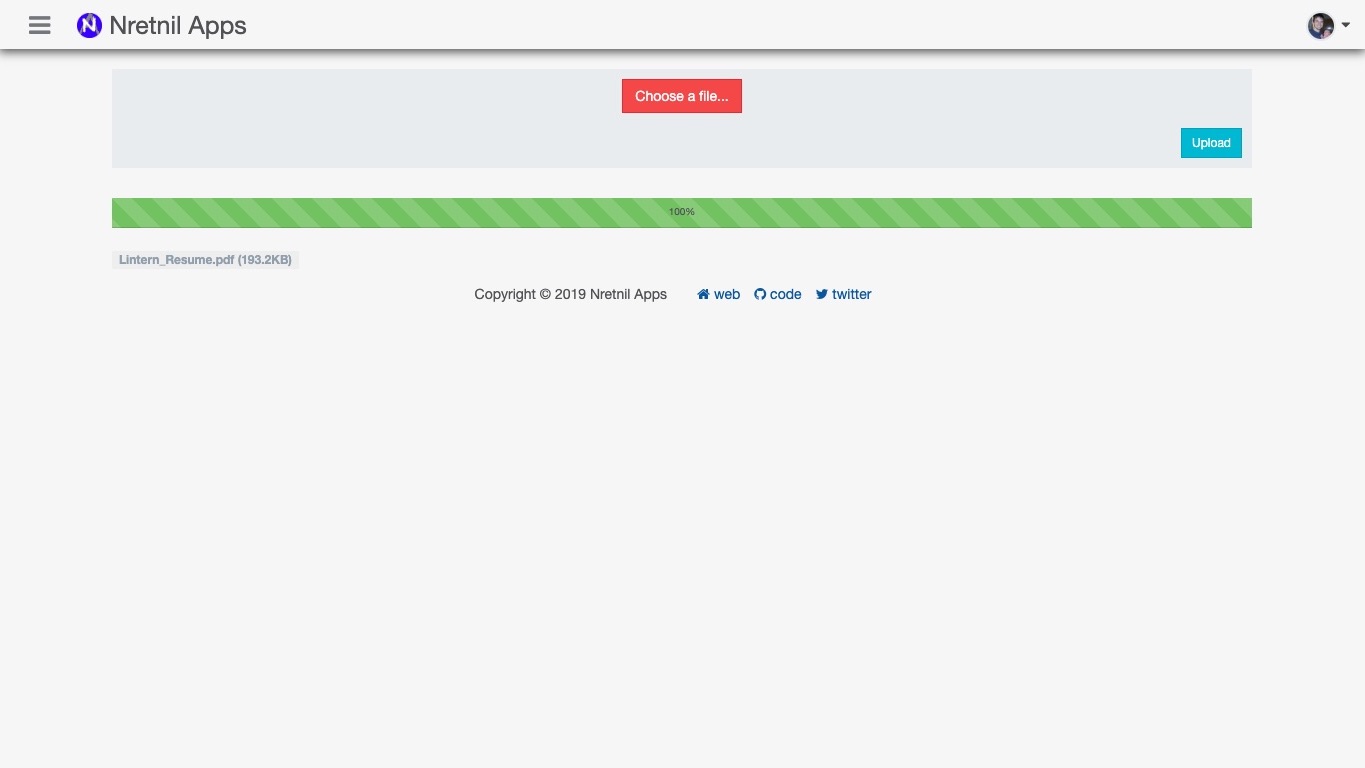 Nretnil Apps
Choose a file...
Upload
100%
Lintern_Resume.pdf (193.2KB)
Copyright © 2019 Nretnil Apps web code twitter